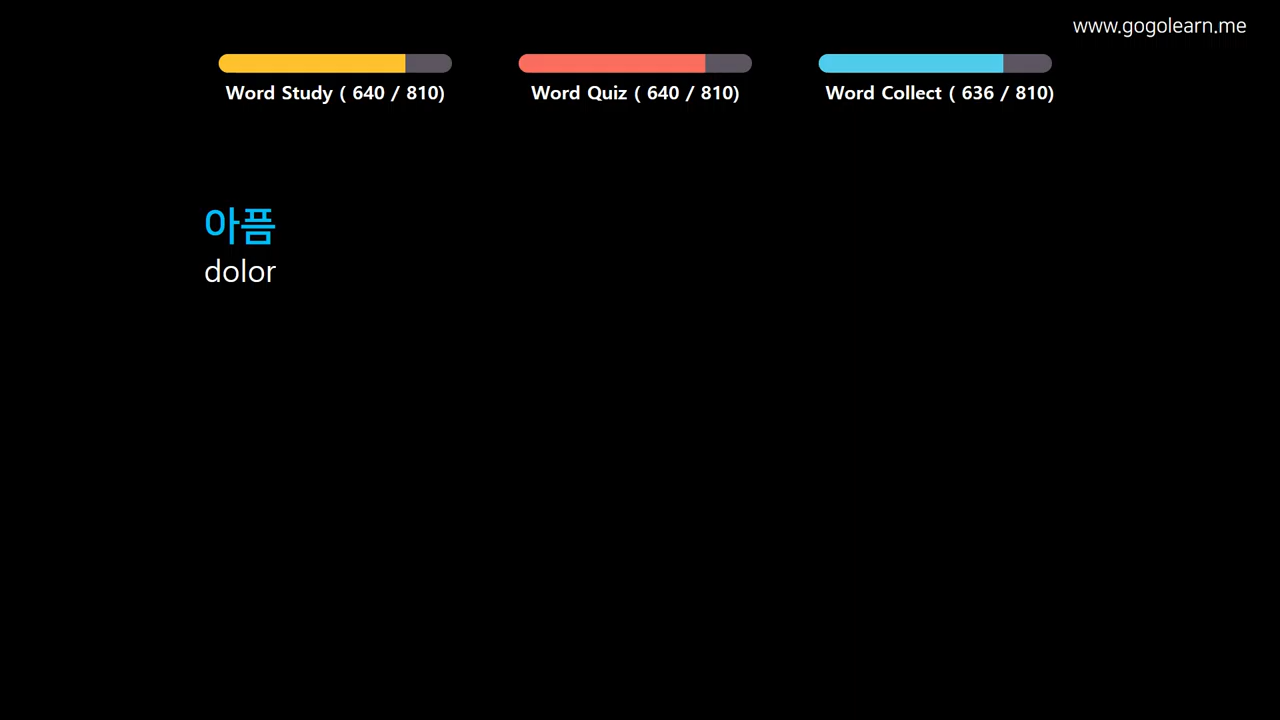 www.gogolearn.me
Word Study ( 640 / 810)
Word Quiz ( 640 / 810)
Word Collect ( 636 / 810)
아픔
dolor